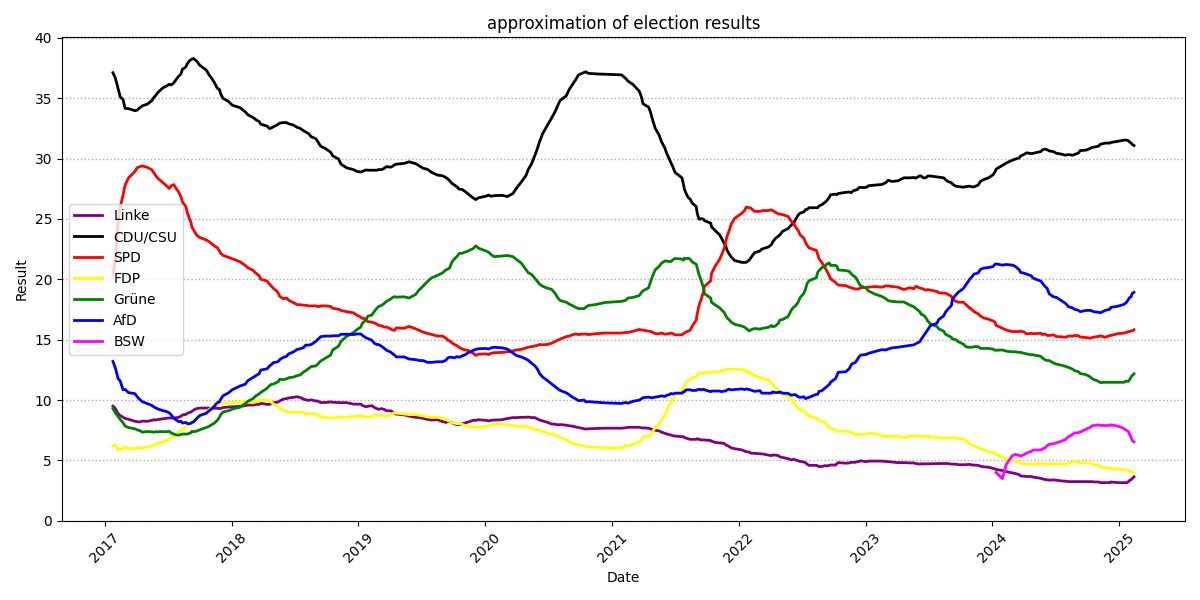 approximation of election results
40
35
30
25
20
15
10
5
0
Result
Linke
CDU/CSU
SPD
FDP
Grüne
AfD
BSW
2017
2018
2019
2020
2021
2022
2023
2024
2025
Date